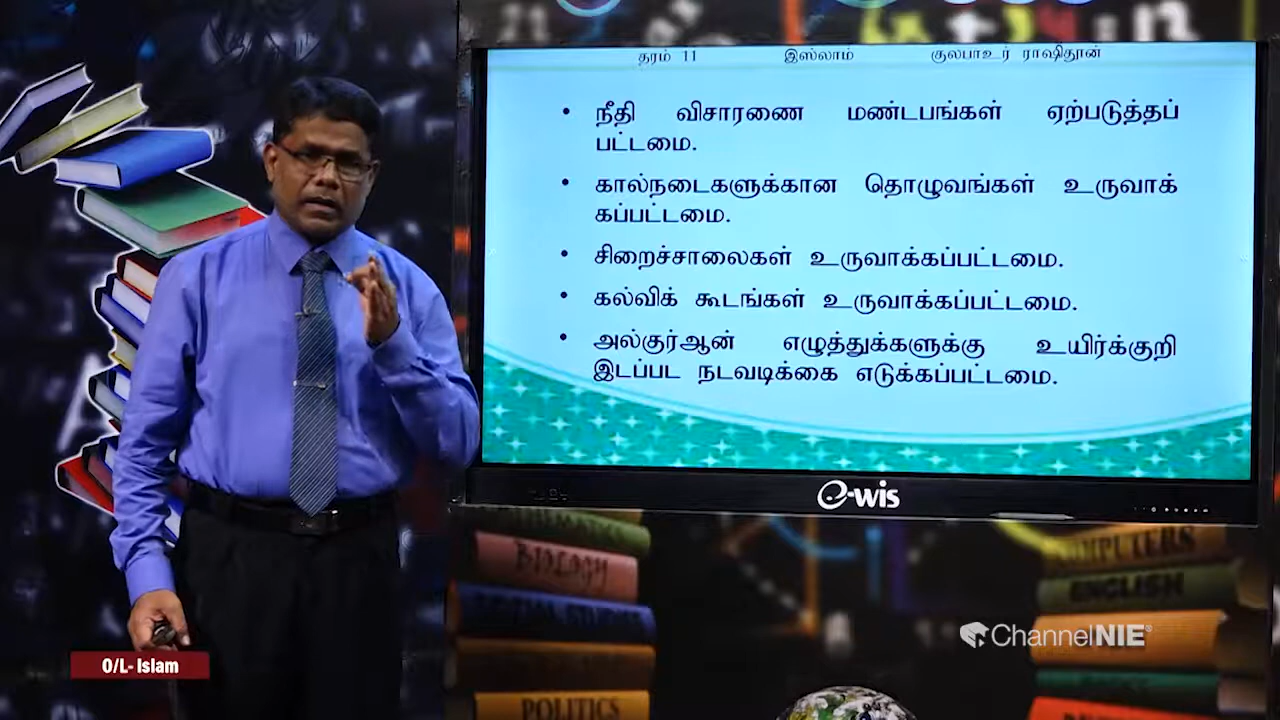 தரம் 11 இஸ்லாம் குலபாஉர் ராஷிதூன்
• நீதி விசாரணை மண்டபங்கள் ஏற்படுத்தப்
பட்டமை.
• கால்நடைகளுக்கான தொழுவங்கள் உருவாக்
கப்பட்டமை.
• சிறைச்சாலைகள் உருவாக்கப்பட்டமை.
• கல்விக் கூடங்கள் உருவாக்கப்பட்டமை.
• அல்குர்ஆன் எழுத்துக்களுக்கு உயிர்க்குறி
இடப்பட நடவடிக்கை எடுக்கப்பட்டமை.
e-wis
BIOLOGY
COMPUTERS
ENGLISH
ChannelNIE
O/L- Islam
POLITICS